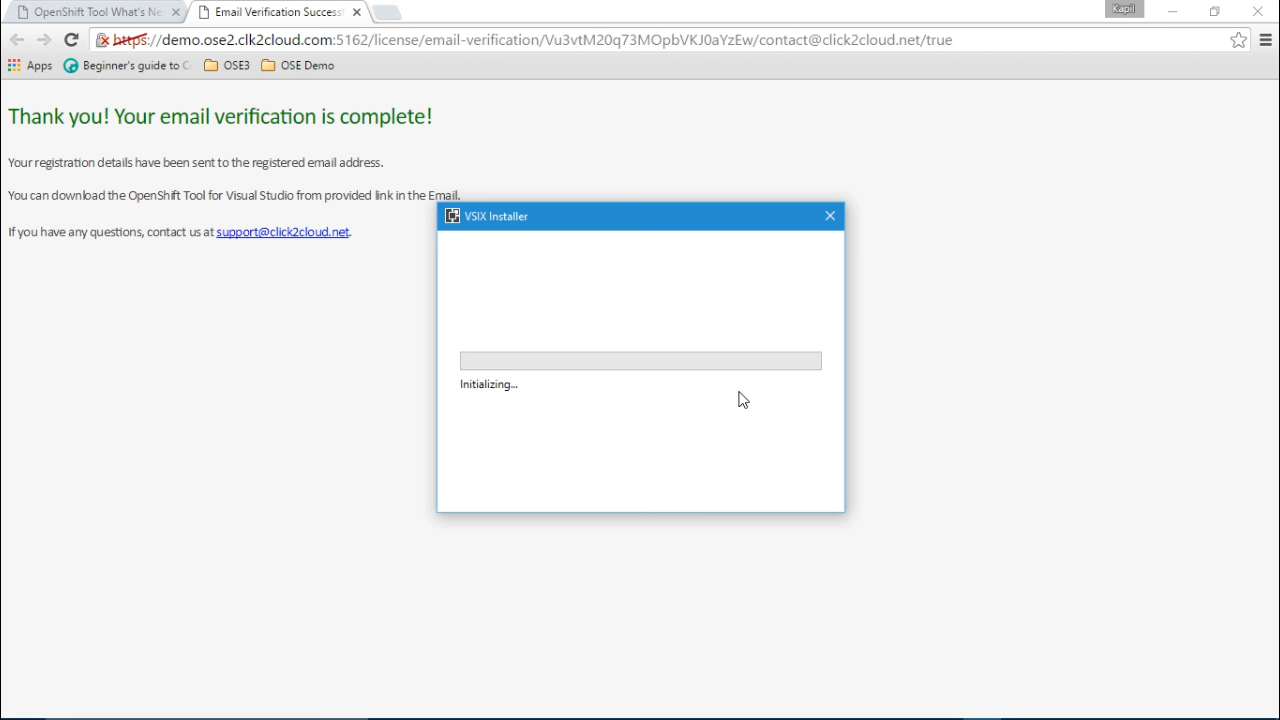 OpenShift Tool What's Ne
Email Verification Success
Kapil
https://demo.ose2.clk2cloud.com:5162/license/email-verification/Vu3vtM20q73MOpbVKJ0aYzEw/contact@click2cloud.net/true
Apps
Beginner's guide to C
OSE3
OSE Demo
Thank you! Your email verification is complete!
Your registration details have been sent to the registered email address.
You can download the OpenShift Tool for Visual Studio from provided link in the Email.
If you have any questions, contact us at support@click2cloud.net.
VSIX Installer
Initializing...